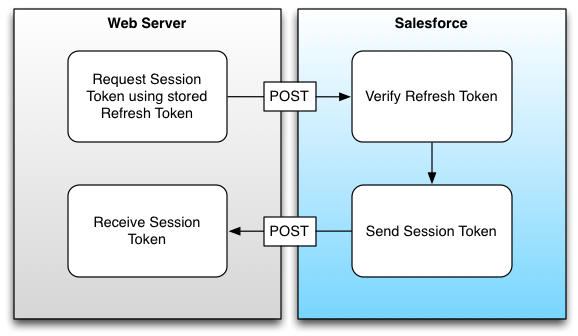 Web Server
Salesforce
Request Session
Token using stored
Refresh Token
POST
Verify Refresh Token
Receive Session
Token
POST
Send Session Token